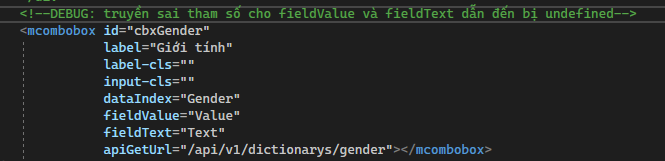 <!--DEBUG: truyền sai tham số cho fieldValue và fieldText dẫn đến bị undefined-->
<mcombobox id="cbxGender"
label="Giới tính"
label-cls=""
input-cls=""
dataIndex="Gender"
fieldValue="Value"
fieldText="Text"
apiGetUrl="/api/v1/dictionarys/gender"></mcombobox>